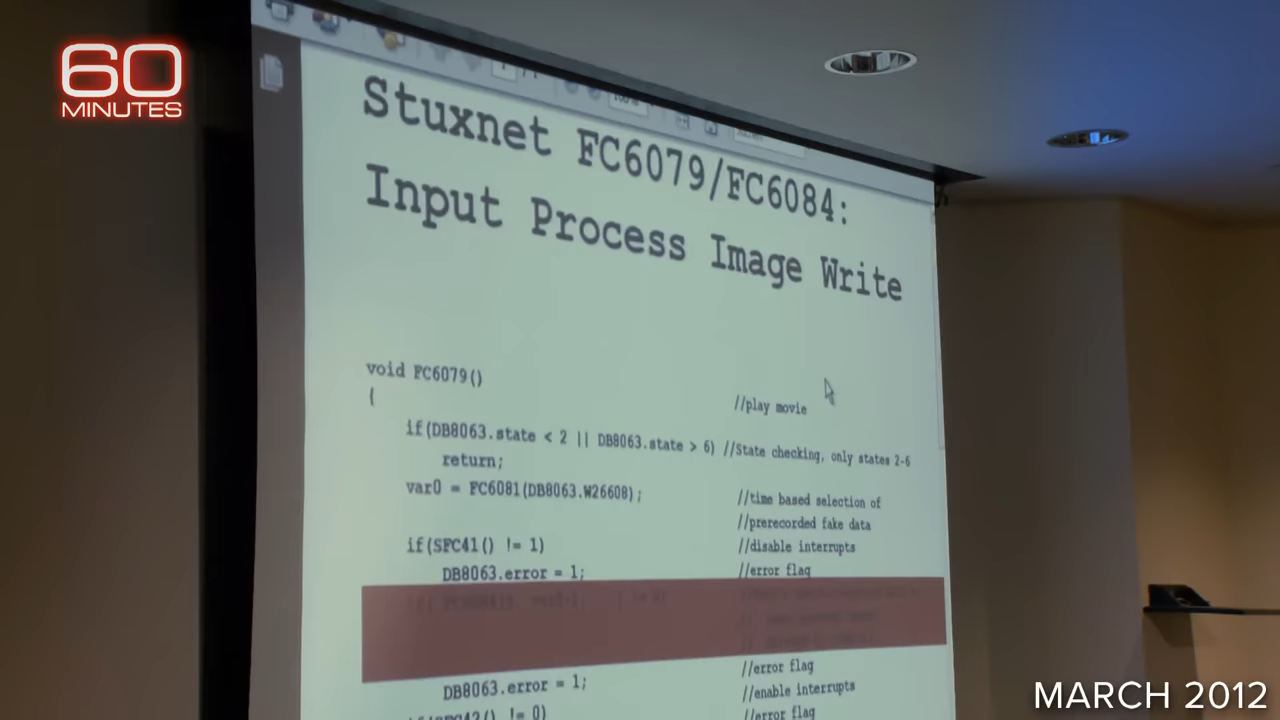 60
MINUTES
Stuxnet FC6079/FC6084:
Input Process Image Write
void FC6079()
{ //play movie
if(DB8063.state < 2 || DB8063.state > 6) //State checking, only states 2-6
return;
var0 = FC6081(DB8063.W26608); //time based selection of
//prerecorded fake data
if(SFC41() != 1) //disable interrupts
DB8063.error = 1; //error flag
//error flag
DB8063.error = 1; //enable interrupts
if(SFC42() != 0) //error flag
MARCH 2012